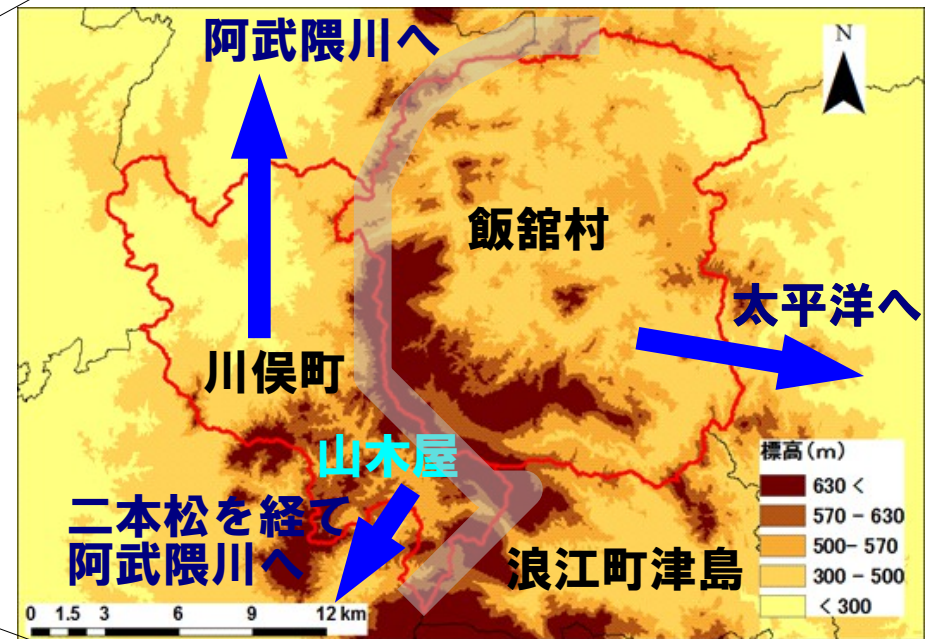 阿武隈川へ
N
飯舘村
太平洋へ
川俣町
山木屋
二本松を経て
阿武隈川へ
浪江町津島
標高(m)
630 <
570 - 630
500- 570
300 - 500
< 300
0 1.5 3 6 9 12 km